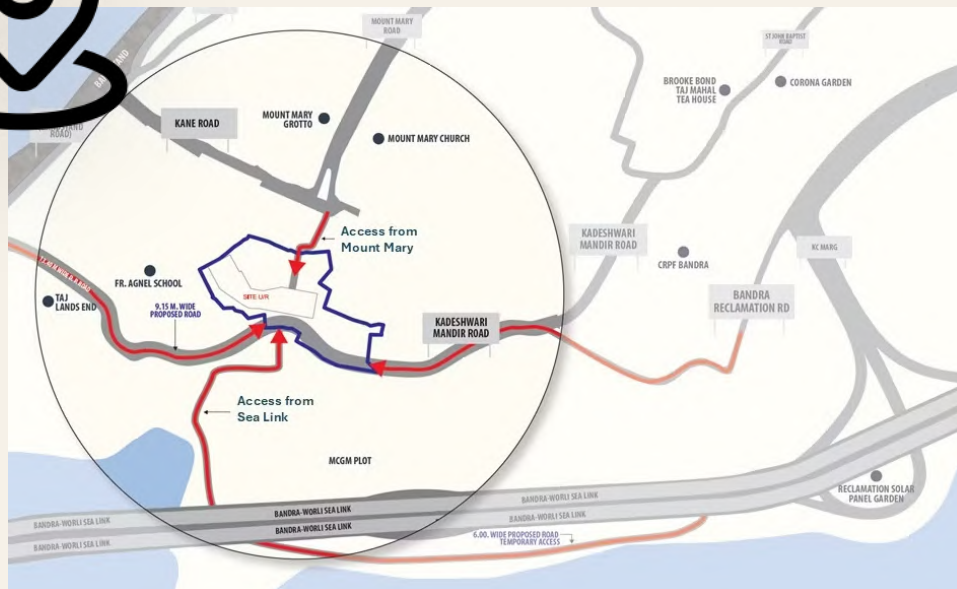 MOUNT MARY
ROAD
ST JOHN BAPTISE
ROAD
BROOKE BOND
TAJ MAHAL
TEA HOUSE
CORONA GARDEN
ROAD)
KANE ROAD
MOUNT MARY
GROTTO
MOUNT MARY CHURCH
Access from
Mount Mary
KADESHWARI
MANDIR ROAD
KC MARG
CRPF BANDRA
FR. AGNEL SCHOOL
TAJ
LANDS END
9.15 M. WIDE
PROPOSED ROAD
KADESHWARI
MANDIR ROAD
BANDRA
RECLAMATION RD
Access from
Sea Link
MCGM PLOT
RECLAMATION SOLAR
PANEL GARDEN
BANDRA-WORLI SEA LINK
BANDRA-WORLI SEA LINK
BANDRA-WORLI SEA LINK
BANDRA-WORLI SEA LINK
BANDRA-WORLI SEA LINK
BANDRA-WORLI SEA LINK
6.00. WIDE PROPOSED ROAD
TEMPORARY ACCESS